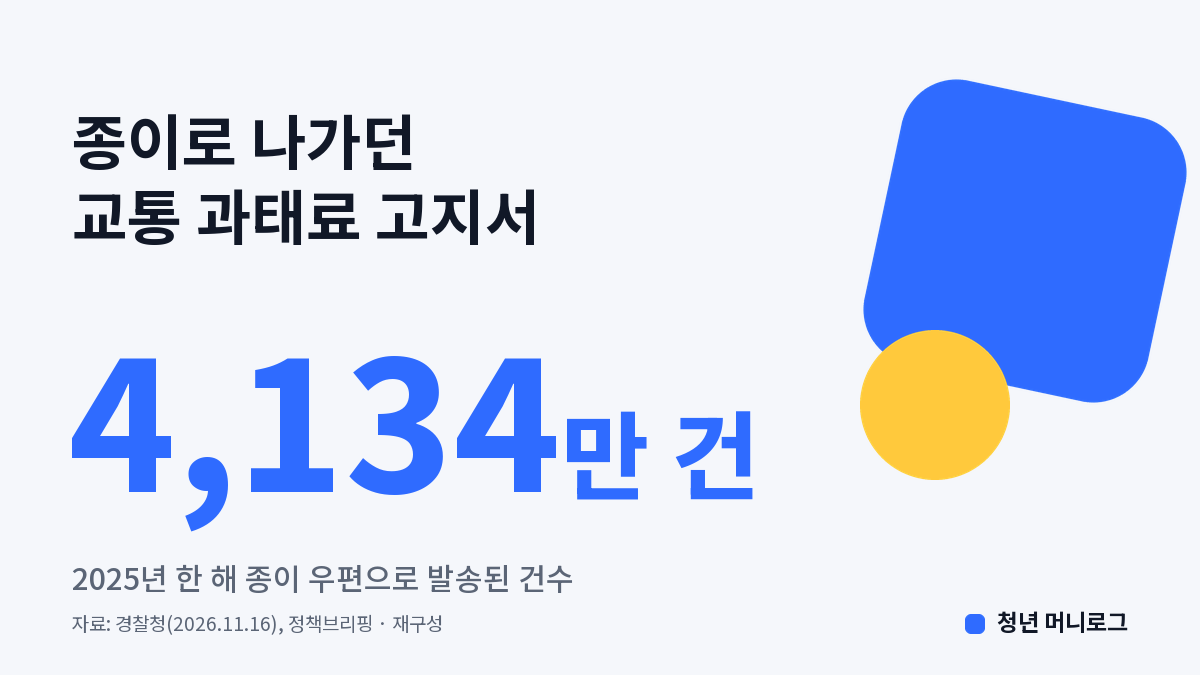 종이로 나가던
교통 과태료 고지서
4,134만 건
2025년 한 해 종이 우편으로 발송된 건수
자료: 경찰청(2026.11.16), 정책브리핑 · 재구성
청년 머니로그